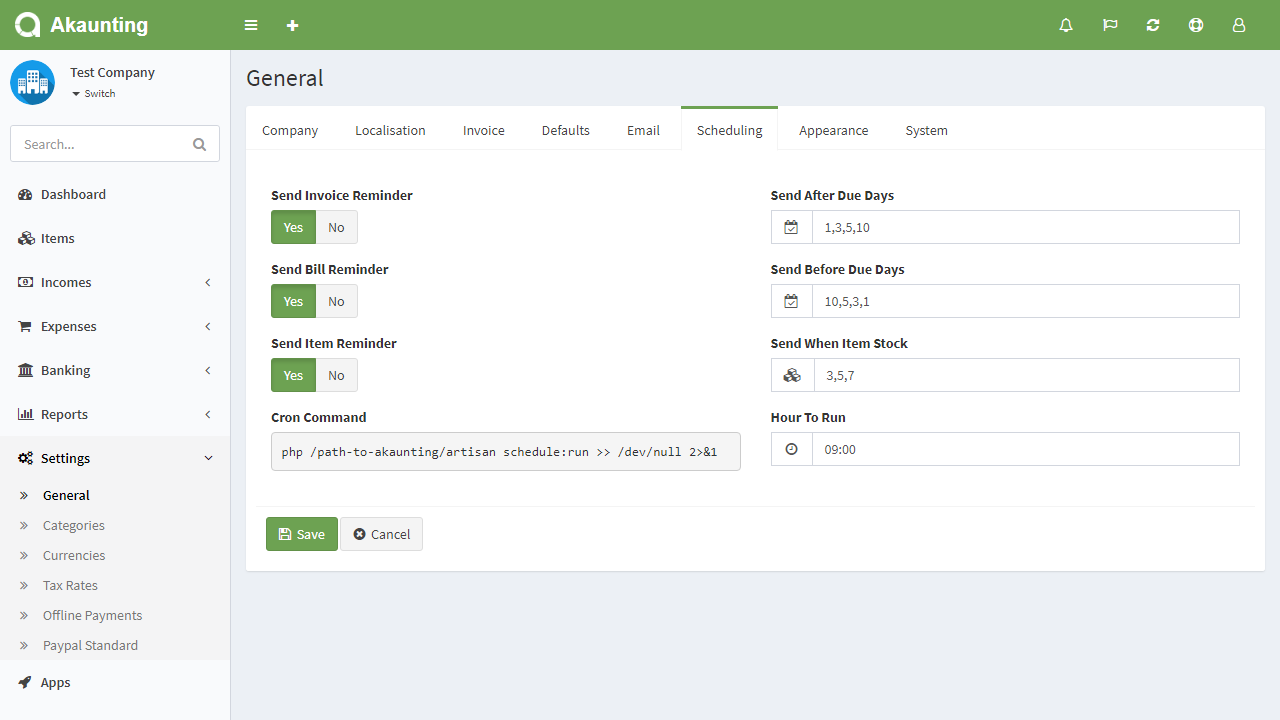 Akaunting
Test Company
Switch
Search...
Dashboard
Items
Incomes
Expenses
Banking
Reports
Settings
General
Categories
Currencies
Tax Rates
Offline Payments
Paypal Standard
Apps
General
Company Localisation Invoice Defaults Email Scheduling Appearance System
Send Invoice Reminder
Yes No
Send After Due Days
1,3,5,10
Send Bill Reminder
Yes No
Send Before Due Days
10,5,3,1
Send Item Reminder
Yes No
Send When Item Stock
3,5,7
Cron Command
php /path-to-akaunting/artisan schedule:run >> /dev/null 2>&1
Hour To Run
09:00
Save Cancel